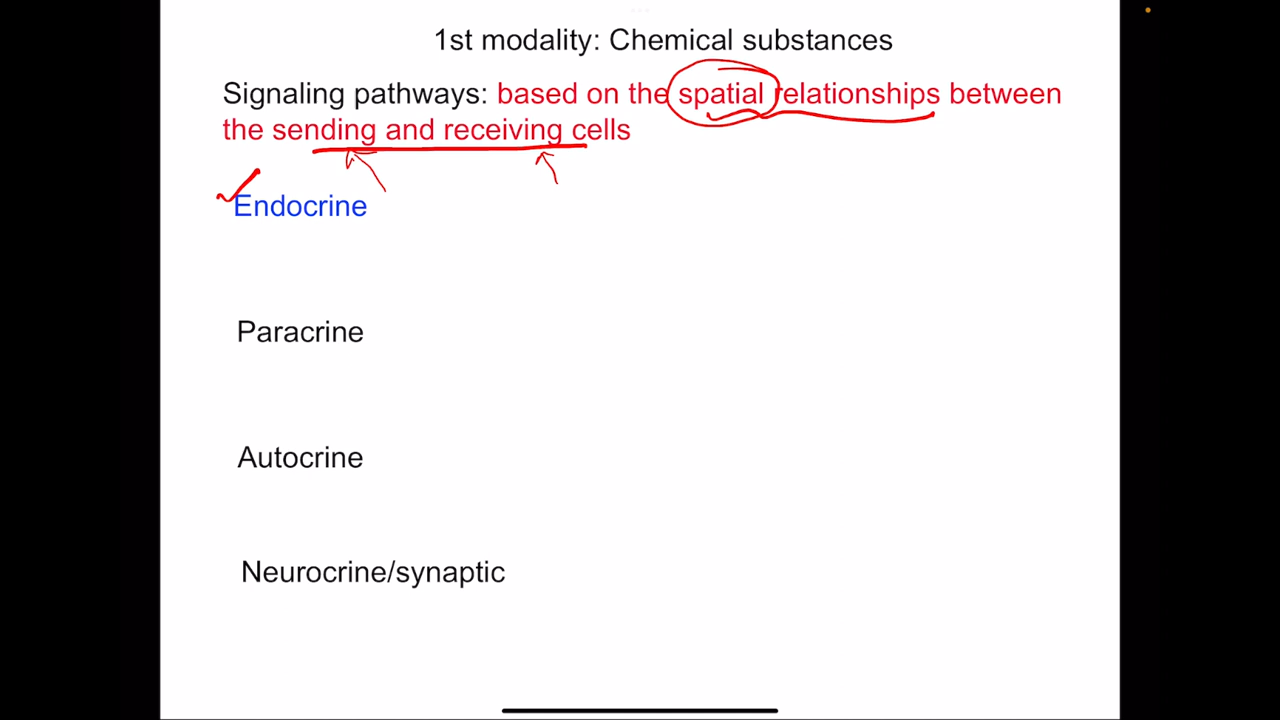 1st modality: Chemical substances
Signaling pathways: based on the spatial relationships between
the sending and receiving cells
Endocrine
Paracrine
Autocrine
Neurocrine/synaptic